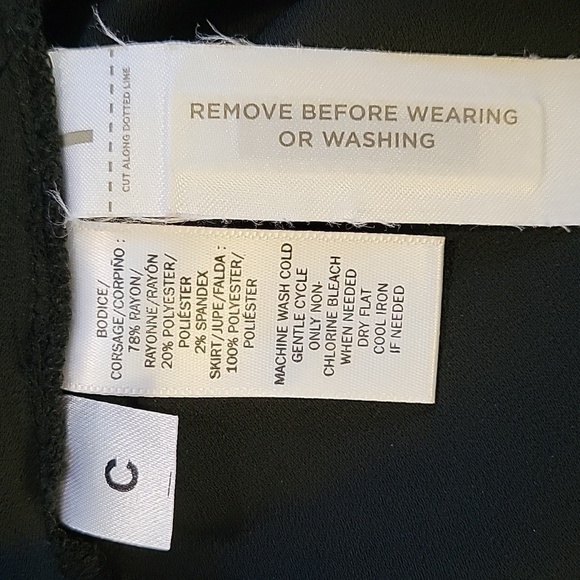 REMOVE BEFORE WEARING
OR WASHING
CUT ALONG DOTTED LINE
BODICE/
CORSAGE/CORPIÑO :
78% RAYON/
RAYONNE/RAYÓN
20% POLYESTER/
POLIÉSTER
2% SPANDEX
SKIRT/JUPE/FALDA :
100% POLYESTER/
POLIÉSTER
MACHINE WASH COLD
GENTLE CYCLE
ONLY NON-
CHLORINE BLEACH
WHEN NEEDED
DRY FLAT
COOL IRON
IF NEEDED
C